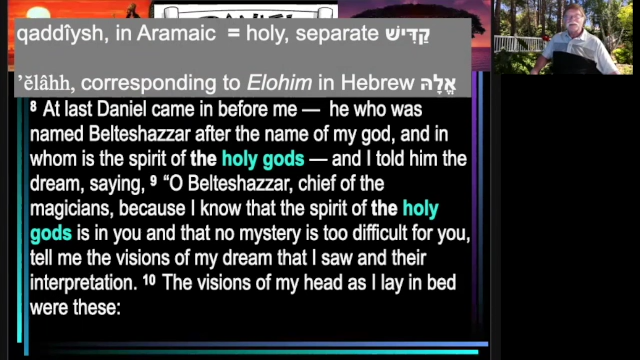 DANIEL
qaddîysh, in Aramaic = holy, separate קַדִּישׁ
’ĕlâhh, corresponding to Elohim in Hebrew אֱלָהּ
8 At last Daniel came in before me — he who was
named Belteshazzar after the name of my god, and in
whom is the spirit of the holy gods — and I told him the
dream, saying, 9 “O Belteshazzar, chief of the
magicians, because I know that the spirit of the holy
gods is in you and that no mystery is too difficult for you,
tell me the visions of my dream that I saw and their
interpretation. 10 The visions of my head as I lay in bed
were these: